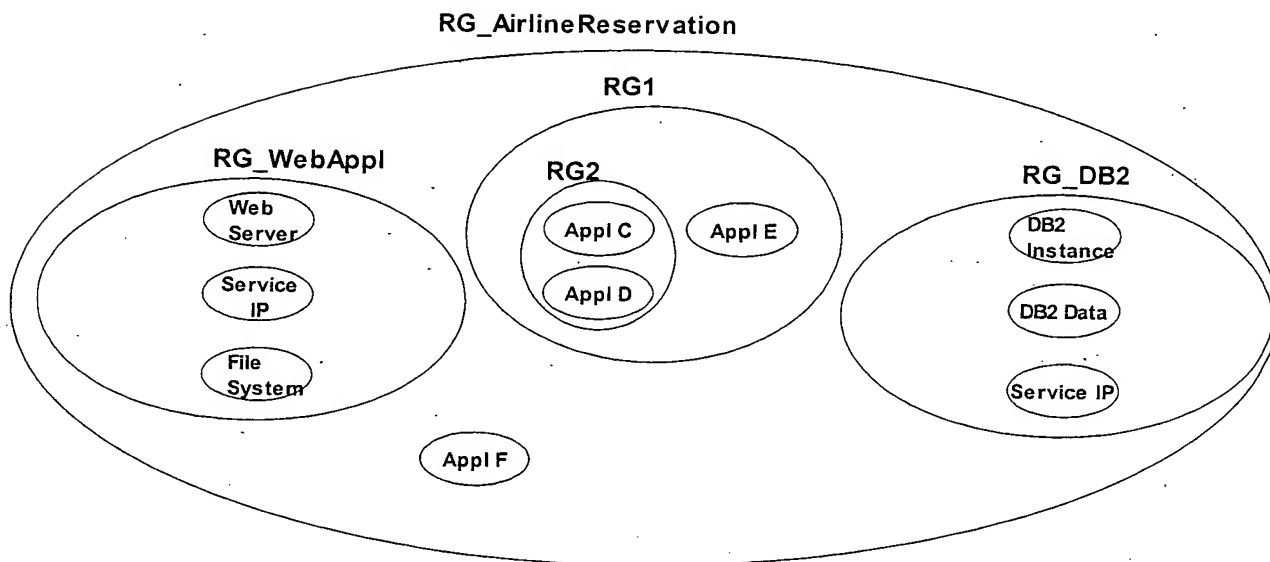 RG_AirlineReservation
RG1
RG_WebAppl
RG2
RG_DB2
Web
Server
Appl C
Appl E
DB2
Instance
Service
IP
Appl D
DB2 Data
File
System
Service IP
Appl F